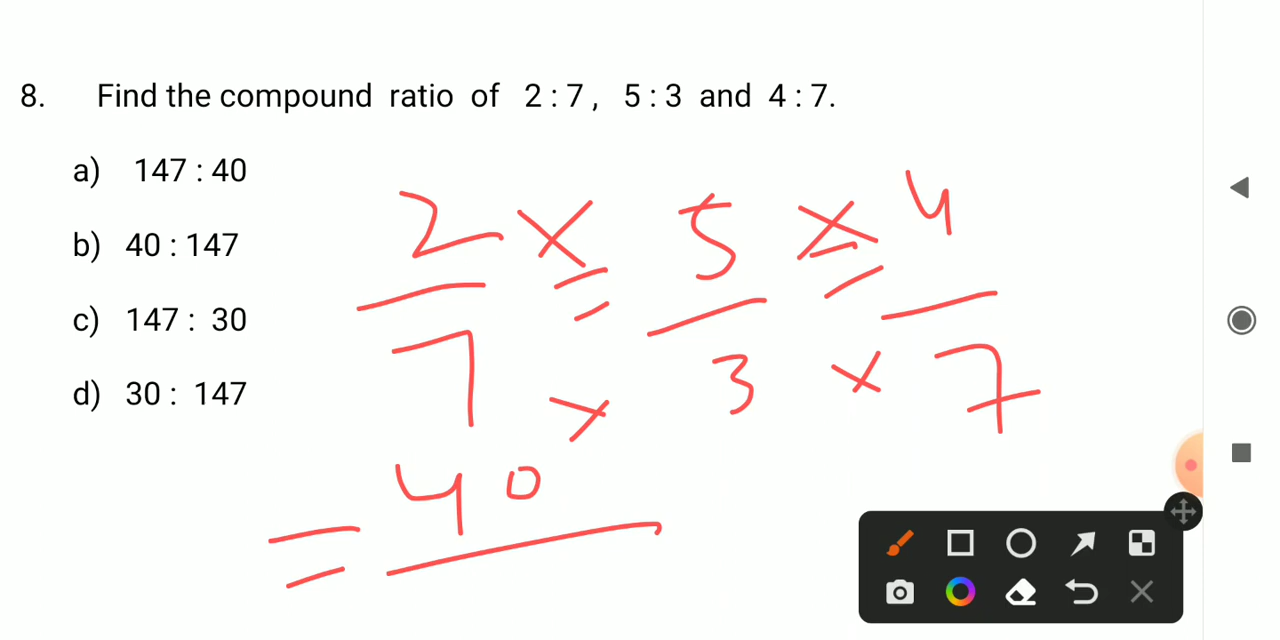 8. Find the compound ratio of 2 : 7 , 5 : 3 and 4 : 7.
a) 147 : 40
b) 40 : 147
c) 147 : 30
d) 30 : 147
2 × 5 × 4
7 × 3 × 7
= 40